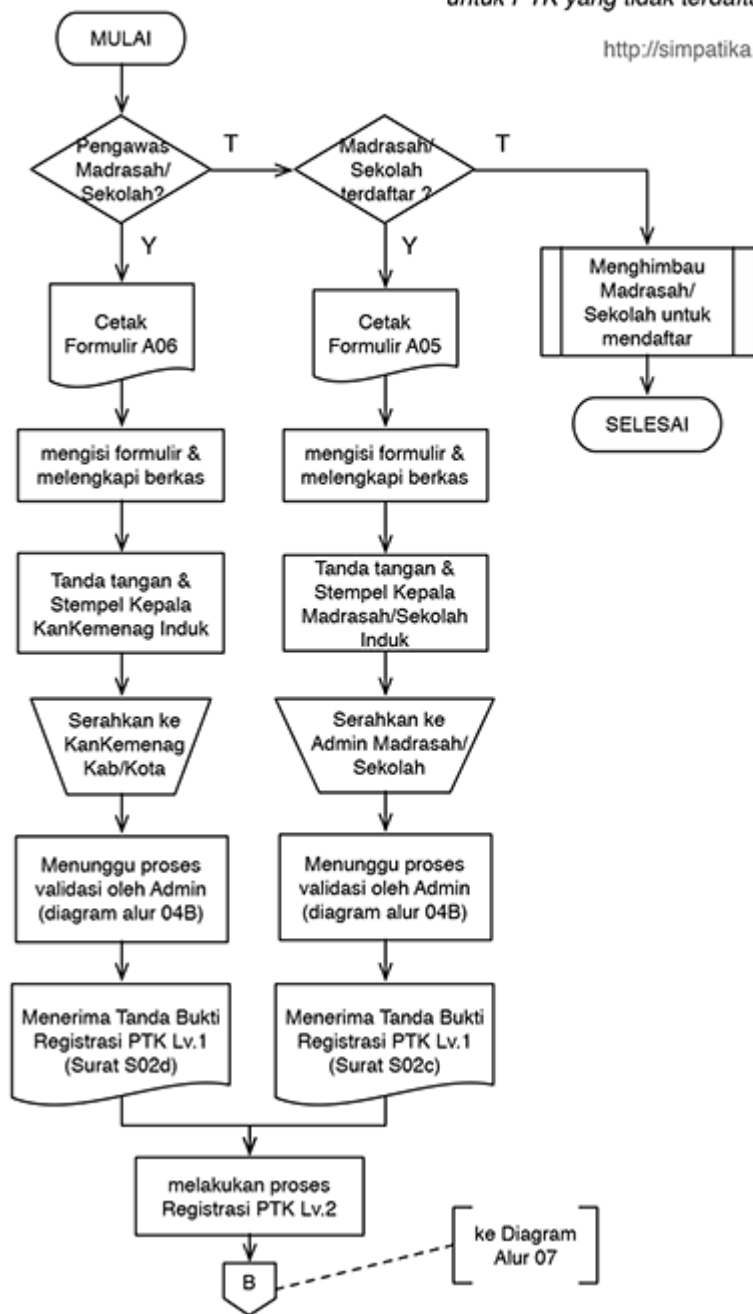 untuk PTK yang tidak
http://simpatika.
MULAI
Pengawas
Madrasah/
Sekolah?
T
Madrasah/
Sekolah
terdaftar ?
T
Y
Y
Cetak
Formulir A06
Cetak
Formulir A05
Menghimbau
Madrasah/
Sekolah untuk
mendaftar
SELESAI
mengisi formulir &
melengkapi berkas
mengisi formulir &
melengkapi berkas
Tanda tangan &
Stempel Kepala
KanKemenag Induk
Tanda tangan &
Stempel Kepala
Madrasah/Sekolah
Induk
Serahkan ke
KanKemenag
Kab/Kota
Serahkan ke
Admin Madrasah/
Sekolah
Menunggu proses
validasi oleh Admin
(diagram alur 04B)
Menunggu proses
validasi oleh Admin
(diagram alur 04B)
Menerima Tanda Bukti
Registrasi PTK Lv.1
(Surat S02d)
Menerima Tanda Bukti
Registrasi PTK Lv.1
(Surat S02c)
melakukan proses
Registrasi PTK Lv.2
B
ke Diagram
Alur 07